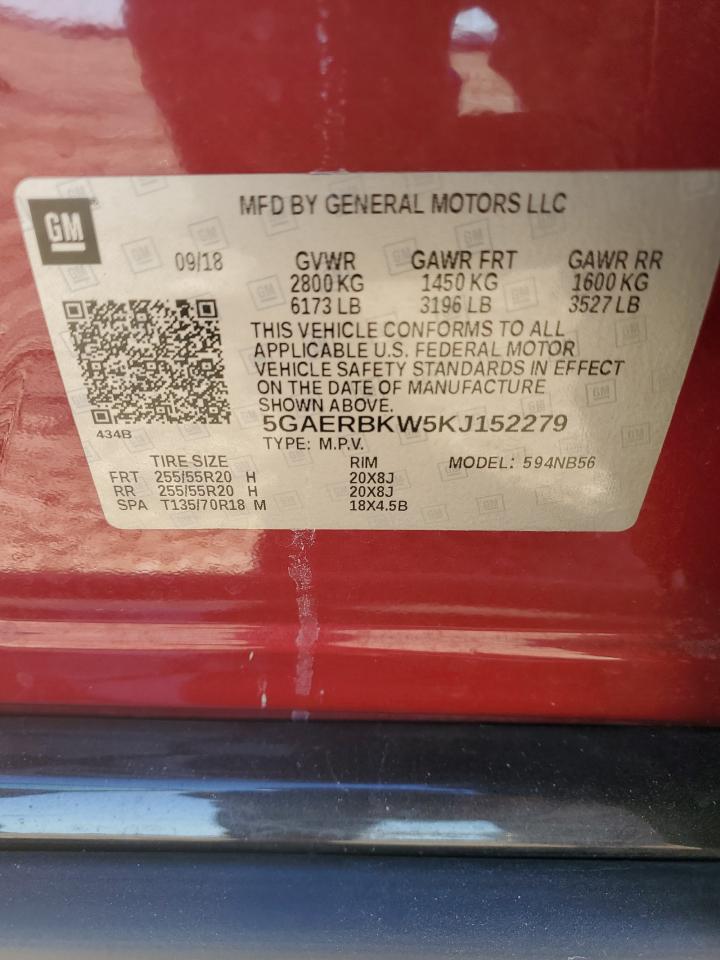 GM
MFD BY GENERAL MOTORS LLC
09/18 GVWR GAWR FRT GAWR RR
2800 KG 1450 KG 1600 KG
6173 LB 3196 LB 3527 LB
THIS VEHICLE CONFORMS TO ALL
APPLICABLE U.S. FEDERAL MOTOR
VEHICLE SAFETY STANDARDS IN EFFECT
ON THE DATE OF MANUFACTURE
SHOWN ABOVE.
434B
5GAERBKW5KJ152279
TYPE: M.P.V.
TIRE SIZE RIM MODEL: 594NB56
FRT 255/55R20 H 20X8J
RR 255/55R20 H 20X8J
SPA T135/70R18 M 18X4.5B